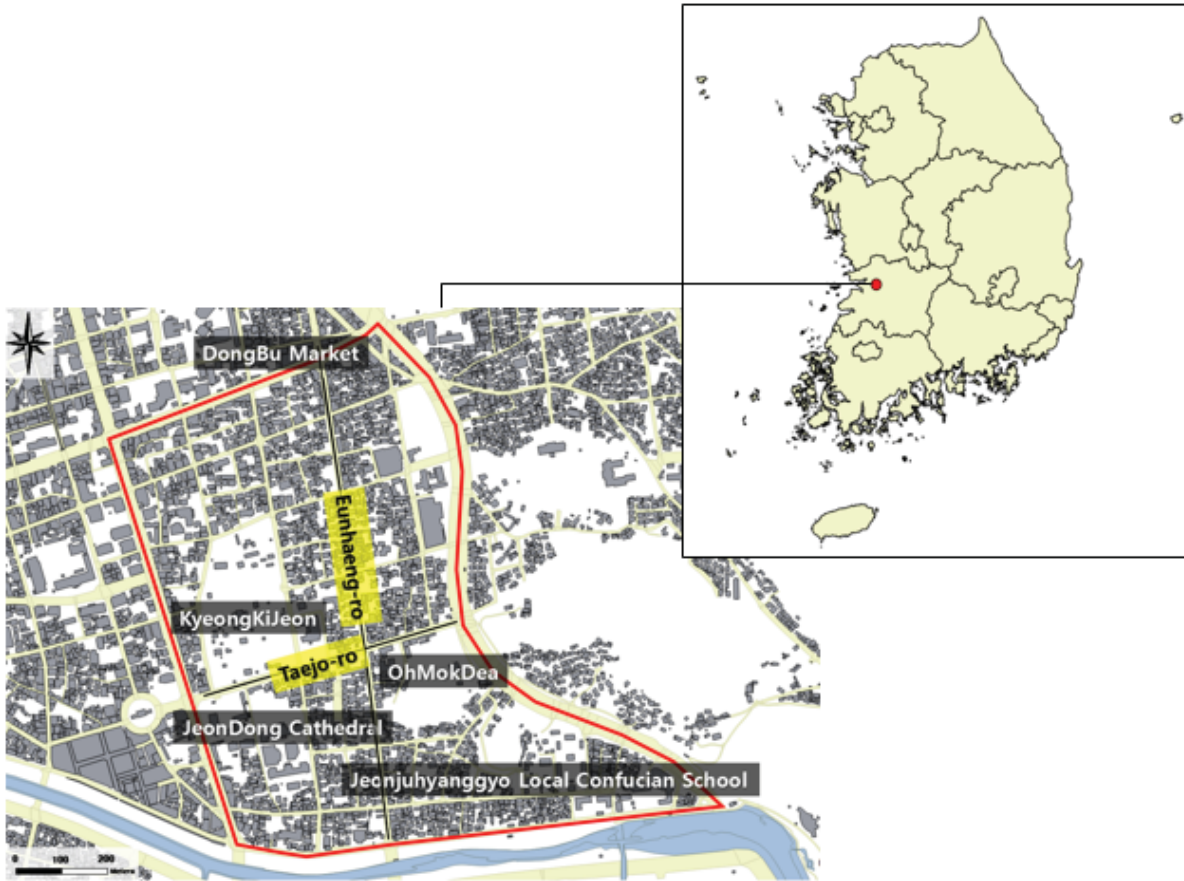 DongBu Market
Eunhaeng-ro
KyeongKiJeon
Taejo-ro
OhMokDea
JeonDong Cathedral
Jeonjuhyanggyo Local Confucian School
0 100 200
Meters